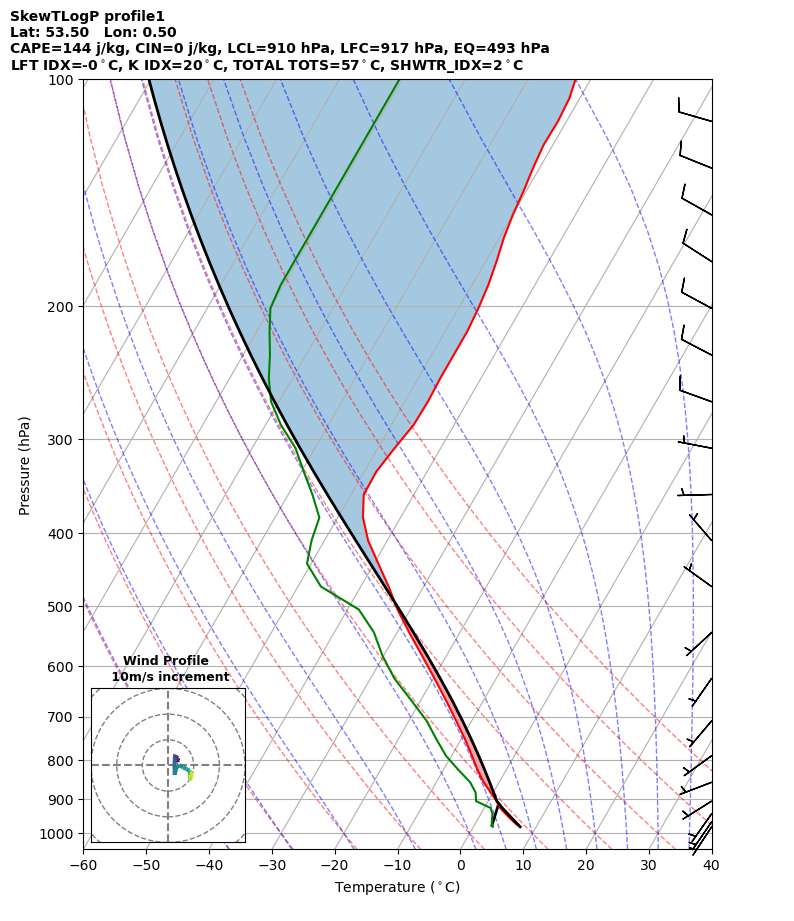 SkewTLogP profile1
Lat: 53.50   Lon: 0.50
CAPE=144 j/kg, CIN=0 j/kg, LCL=910 hPa, LFC=917 hPa, EQ=493 hPa
LFT IDX=-0°C, K IDX=20°C, TOTAL TOTS=57°C, SHWTR_IDX=2°C
100
200
300
400
500
600
700
800
900
1000
Pressure (hPa)
Wind Profile
10m/s increment
−60 −50 −40 −30 −20 −10 0 10 20 30 40
Temperature (°C)